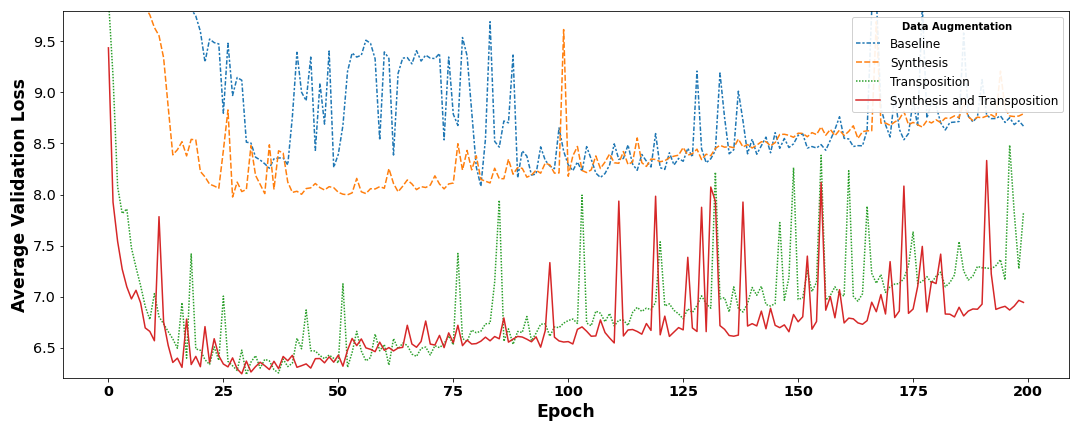 Data Augmentation
Baseline
Synthesis
Transposition
Synthesis and Transposition
Average Validation Loss
9.5
9.0
8.5
8.0
7.5
7.0
6.5
0 25 50 75 100 125 150 175 200
Epoch